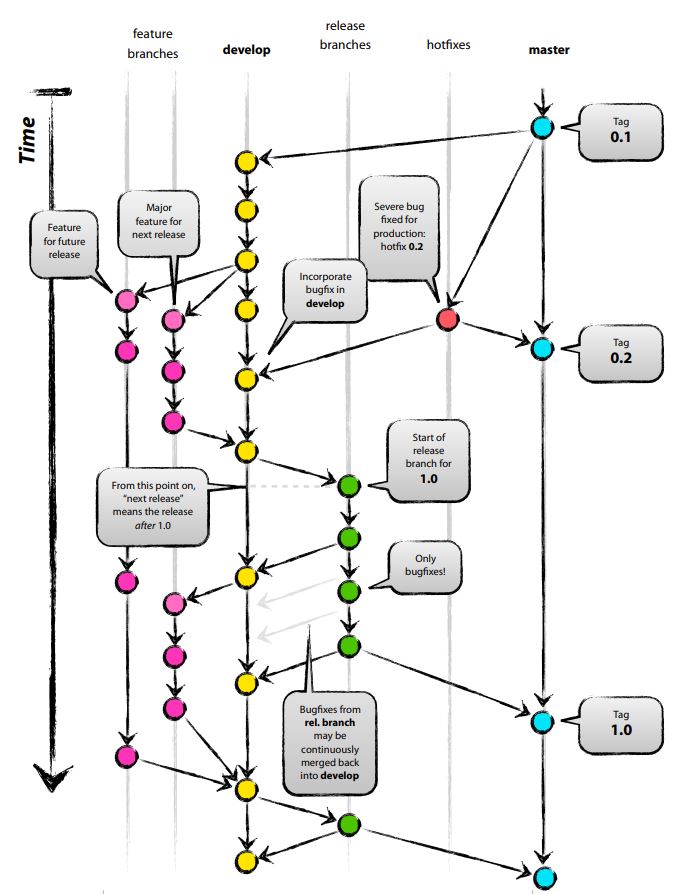 feature
branches
develop
release
branches
hotfixes
master
Time
Tag
0.1
Major
feature for
next release
Severe bug
fixed for
production:
hotfix 0.2
Feature
for future
release
Incorporate
bugfix in
develop
Tag
0.2
Start of
release
branch for
1.0
From this point on,
“next release”
means the release
after 1.0
Only
bugfixes!
Bugfixes from
rel. branch
may be
continuously
merged back
into develop
Tag
1.0